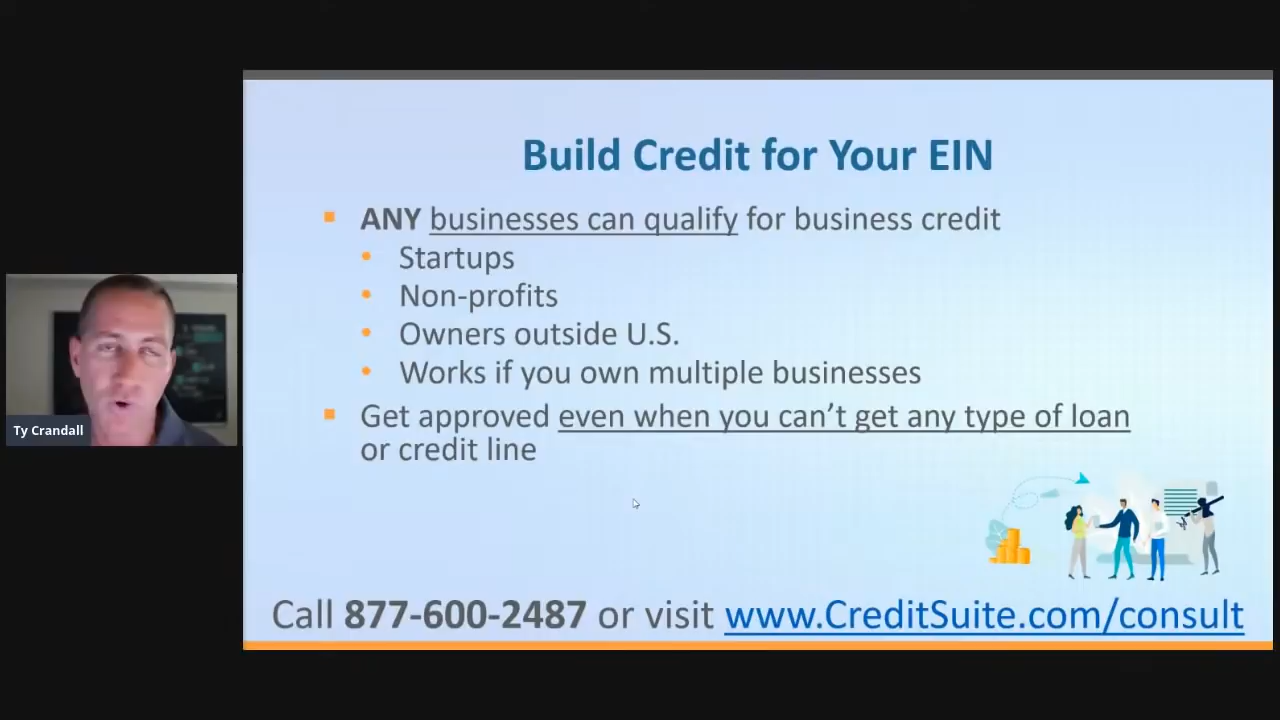 Build Credit for Your EIN
ANY businesses can qualify for business credit
Startups
Non-profits
Owners outside U.S.
Works if you own multiple businesses
Get approved even when you can’t get any type of loan
or credit line
Ty Crandall
Call 877-600-2487 or visit www.CreditSuite.com/consult